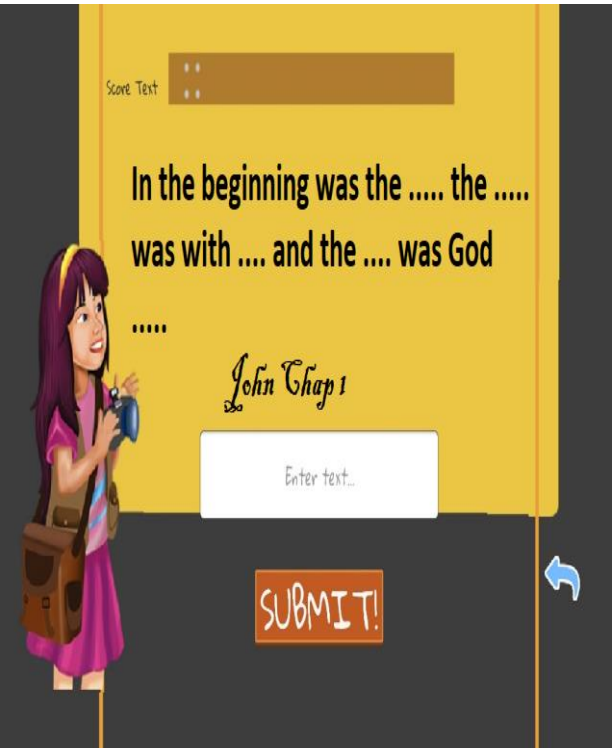 Score Text
In the beginning was the ..... the .....
was with .... and the .... was God
.....
John Chap 1
Enter text...
SUBMIT!